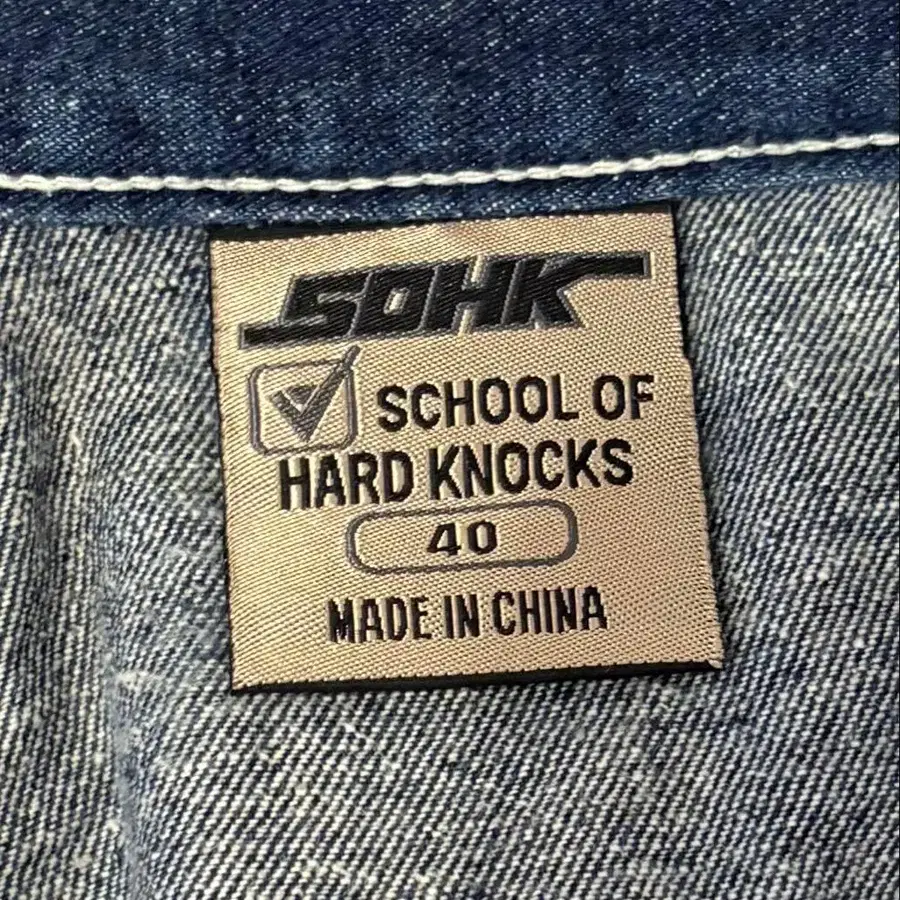 SOHK
SCHOOL OF
HARD KNOCKS
40
MADE IN CHINA